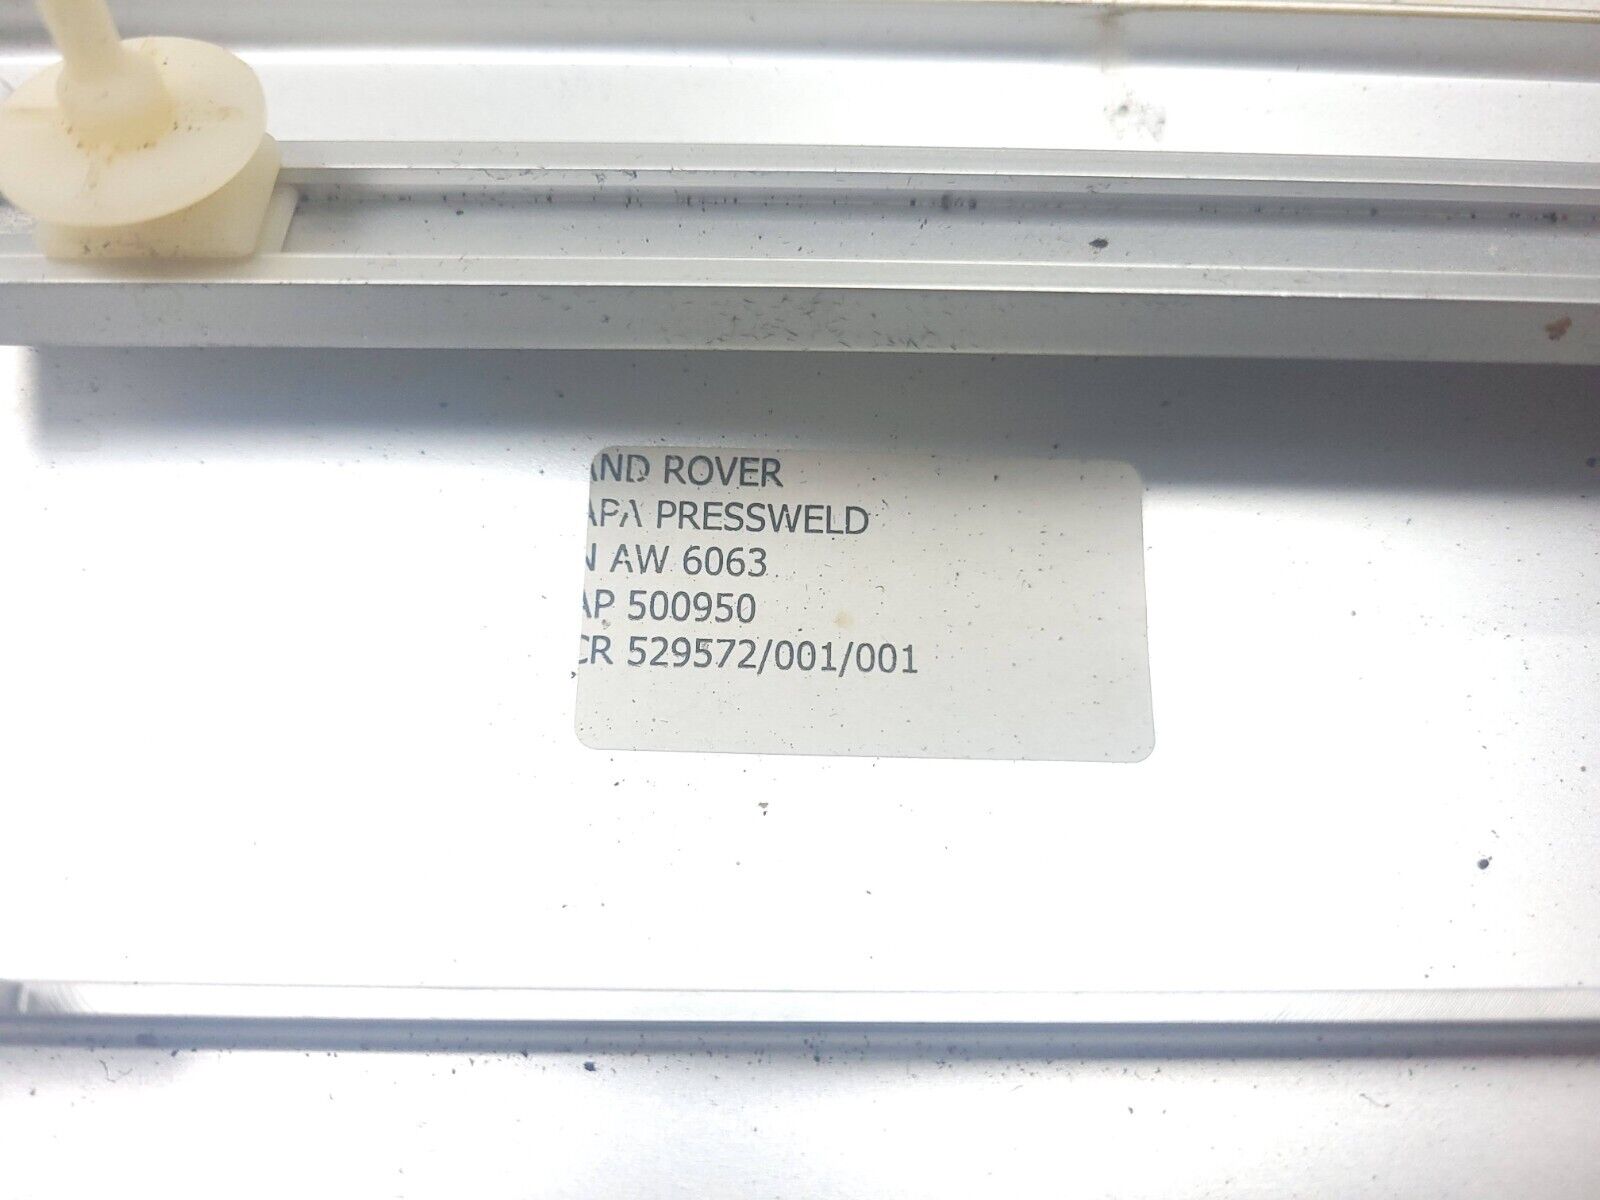 AND ROVER
APA PRESSWELD
N AW 6063
AP 500950
CR 529572/001/001